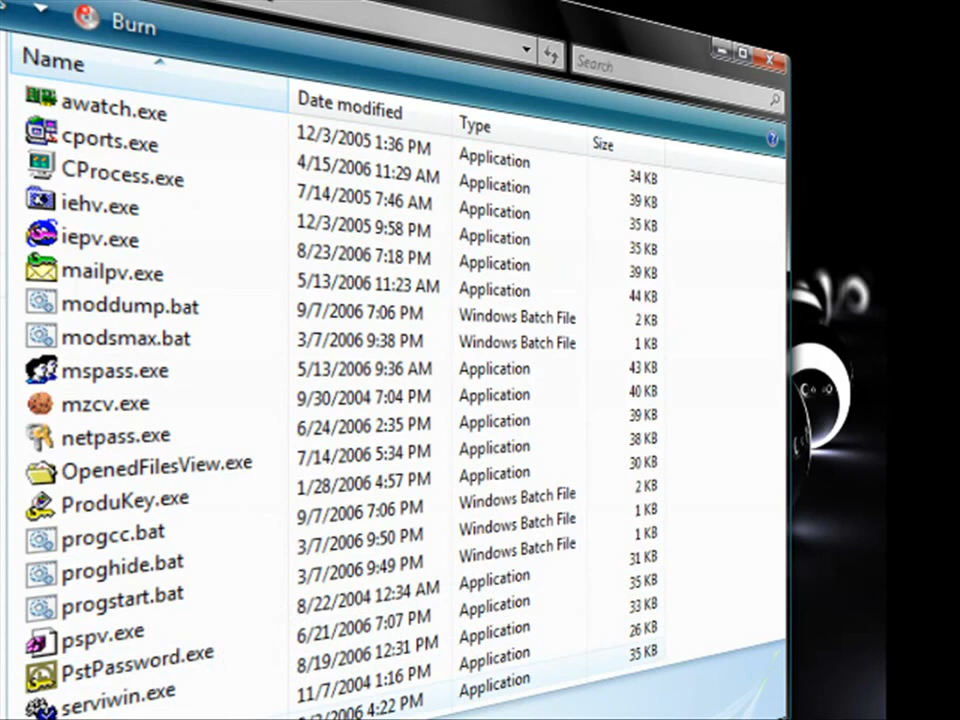 Burn
Search
Name Date modified Type Size
awatch.exe 12/3/2005 1:36 PM Application 34 KB
cports.exe 4/15/2006 11:29 AM Application 39 KB
CProcess.exe 7/14/2005 7:46 AM Application 35 KB
iehv.exe 12/3/2005 9:58 PM Application 35 KB
iepv.exe 8/23/2006 7:18 PM Application 39 KB
mailpv.exe 5/13/2006 11:23 AM Application 44 KB
moddump.bat 9/7/2006 7:06 PM Windows Batch File 2 KB
modsmax.bat 3/7/2006 9:38 PM Windows Batch File 1 KB
mspass.exe 5/13/2006 9:36 AM Application 43 KB
mzcv.exe 9/30/2004 7:04 PM Application 40 KB
netpass.exe 6/24/2006 2:35 PM Application 39 KB
OpenedFilesView.exe 7/14/2006 5:34 PM Application 38 KB
ProduKey.exe 1/28/2006 4:57 PM Application 30 KB
progcc.bat 9/7/2006 7:06 PM Windows Batch File 2 KB
proghide.bat 3/7/2006 9:50 PM Windows Batch File 1 KB
progstart.bat 3/7/2006 9:49 PM Windows Batch File 1 KB
pspv.exe 8/22/2004 12:34 AM Application 31 KB
PstPassword.exe 6/21/2006 7:07 PM Application 35 KB
serviwin.exe 8/19/2006 12:31 PM Application 33 KB
11/7/2004 1:16 PM Application 26 KB
4:22 PM Application 35 KB